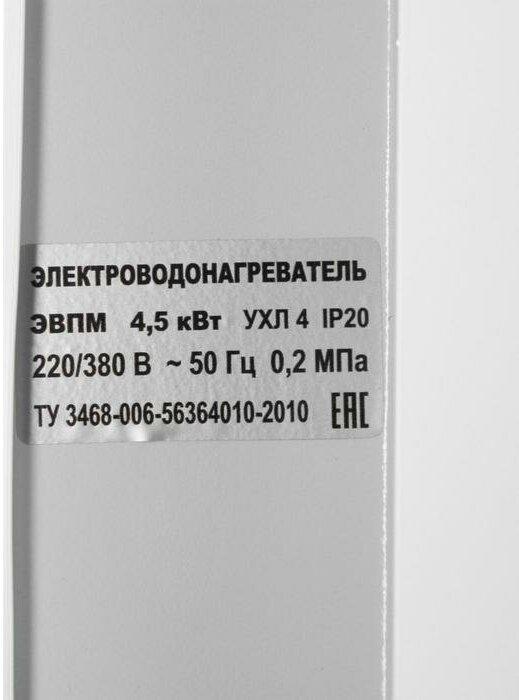 ЭЛЕКТРОВОДОНАГРЕВАТЕЛЬ
ЭВПМ 4,5 кВт УХЛ 4 IP20
220/380 В ~ 50 Гц 0,2 МПа
ТУ 3468-006-56364010-2010 EAC